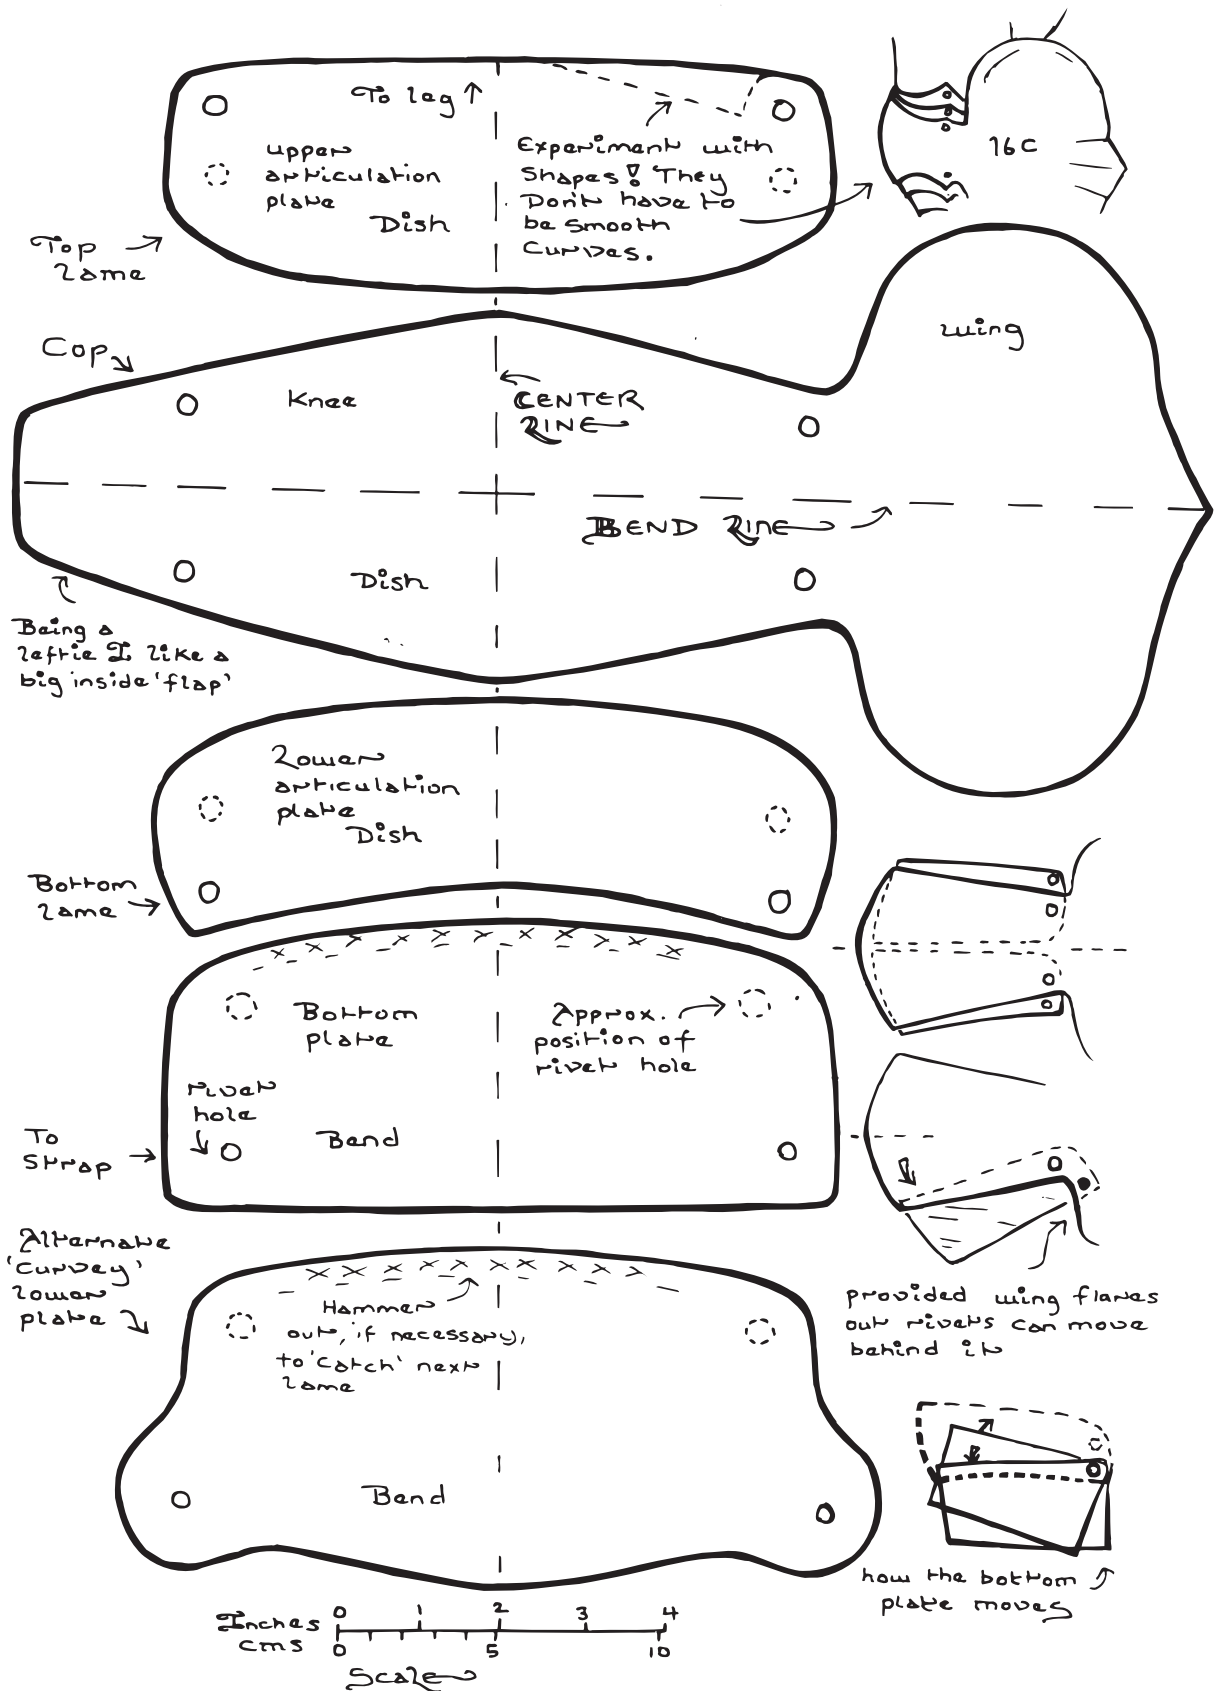 To leg
upper
articulation
plate
Dish
Experiment with
Shapes! They
Don't have to
be smooth
Curves.
16C
Top
Lame
wing
Cop
Knee
CENTER
LINE
BEND LINE
Dish
Being a
leftie I like a
big inside 'flap'
Lower
articulation
plate
Dish
Bottom
Lame
Bottom
plate
Approx.
position of
rivet hole
rivet
hole
Bend
To
Strap
Alternate
'Curvey'
lower
plate
Hammer
out, if necessary,
to 'catch' next
lame
Bend
provided wing flares
out rivets can move
behind it
how the bottom
plate moves
Inches 0 1 2 3 4
cms 0 5 10
Scale